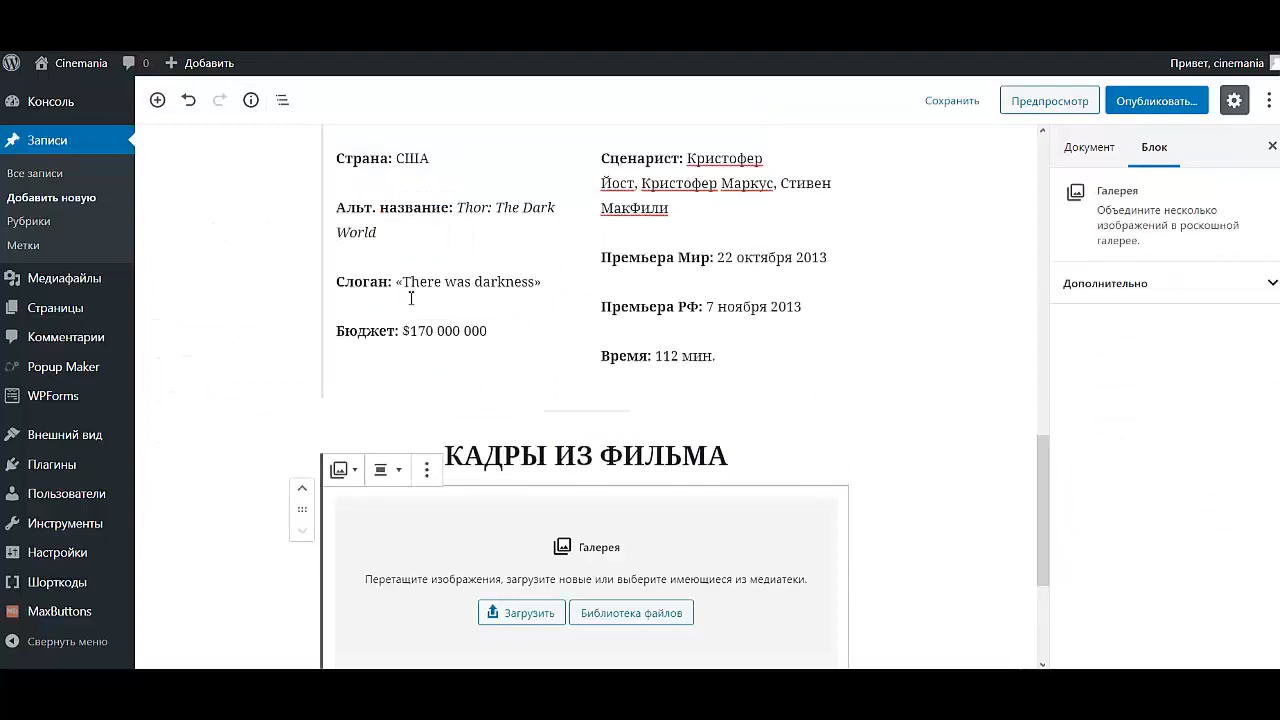 Cinemania 0 Добавить Привет, cinemania
Консоль
Записи
Все записи
Добавить новую
Рубрики
Метки
Медиафайлы
Страницы
Комментарии
Popup Maker
WPForms
Внешний вид
Плагины
Пользователи
Инструменты
Настройки
Шорткоды
MaxButtons
Свернуть меню
Сохранить Предпросмотр Опубликовать...
Страна: США
Альт. название: Thor: The Dark
World
Слоган: «There was darkness»
Бюджет: $170 000 000
Сценарист: Кристофер
Йост, Кристофер Маркус, Стивен
МакФили
Премьера Мир: 22 октября 2013
Премьера РФ: 7 ноября 2013
Время: 112 мин.
КАДРЫ ИЗ ФИЛЬМА
Галерея
Перетащите изображения, загрузите новые или выберите имеющиеся из медиатеки.
Загрузить Библиотека файлов
Документ Блок
Галерея
Объедините несколько
изображений в роскошной
галерее.
Дополнительно